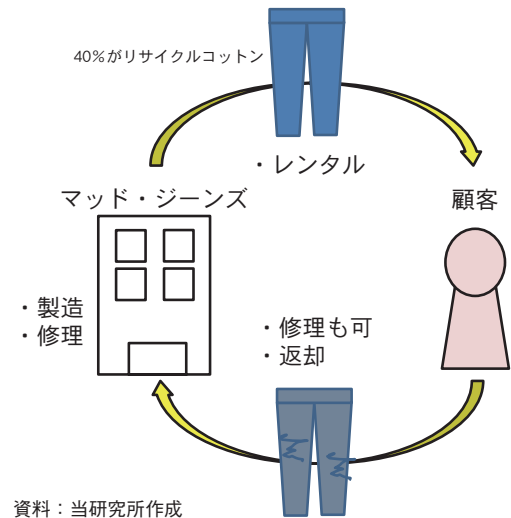 40%がリサイクルコットン
・レンタル
マッド・ジーンズ
顧客
・製造
・修理
・修理も可
・返却
資料：当研究所作成